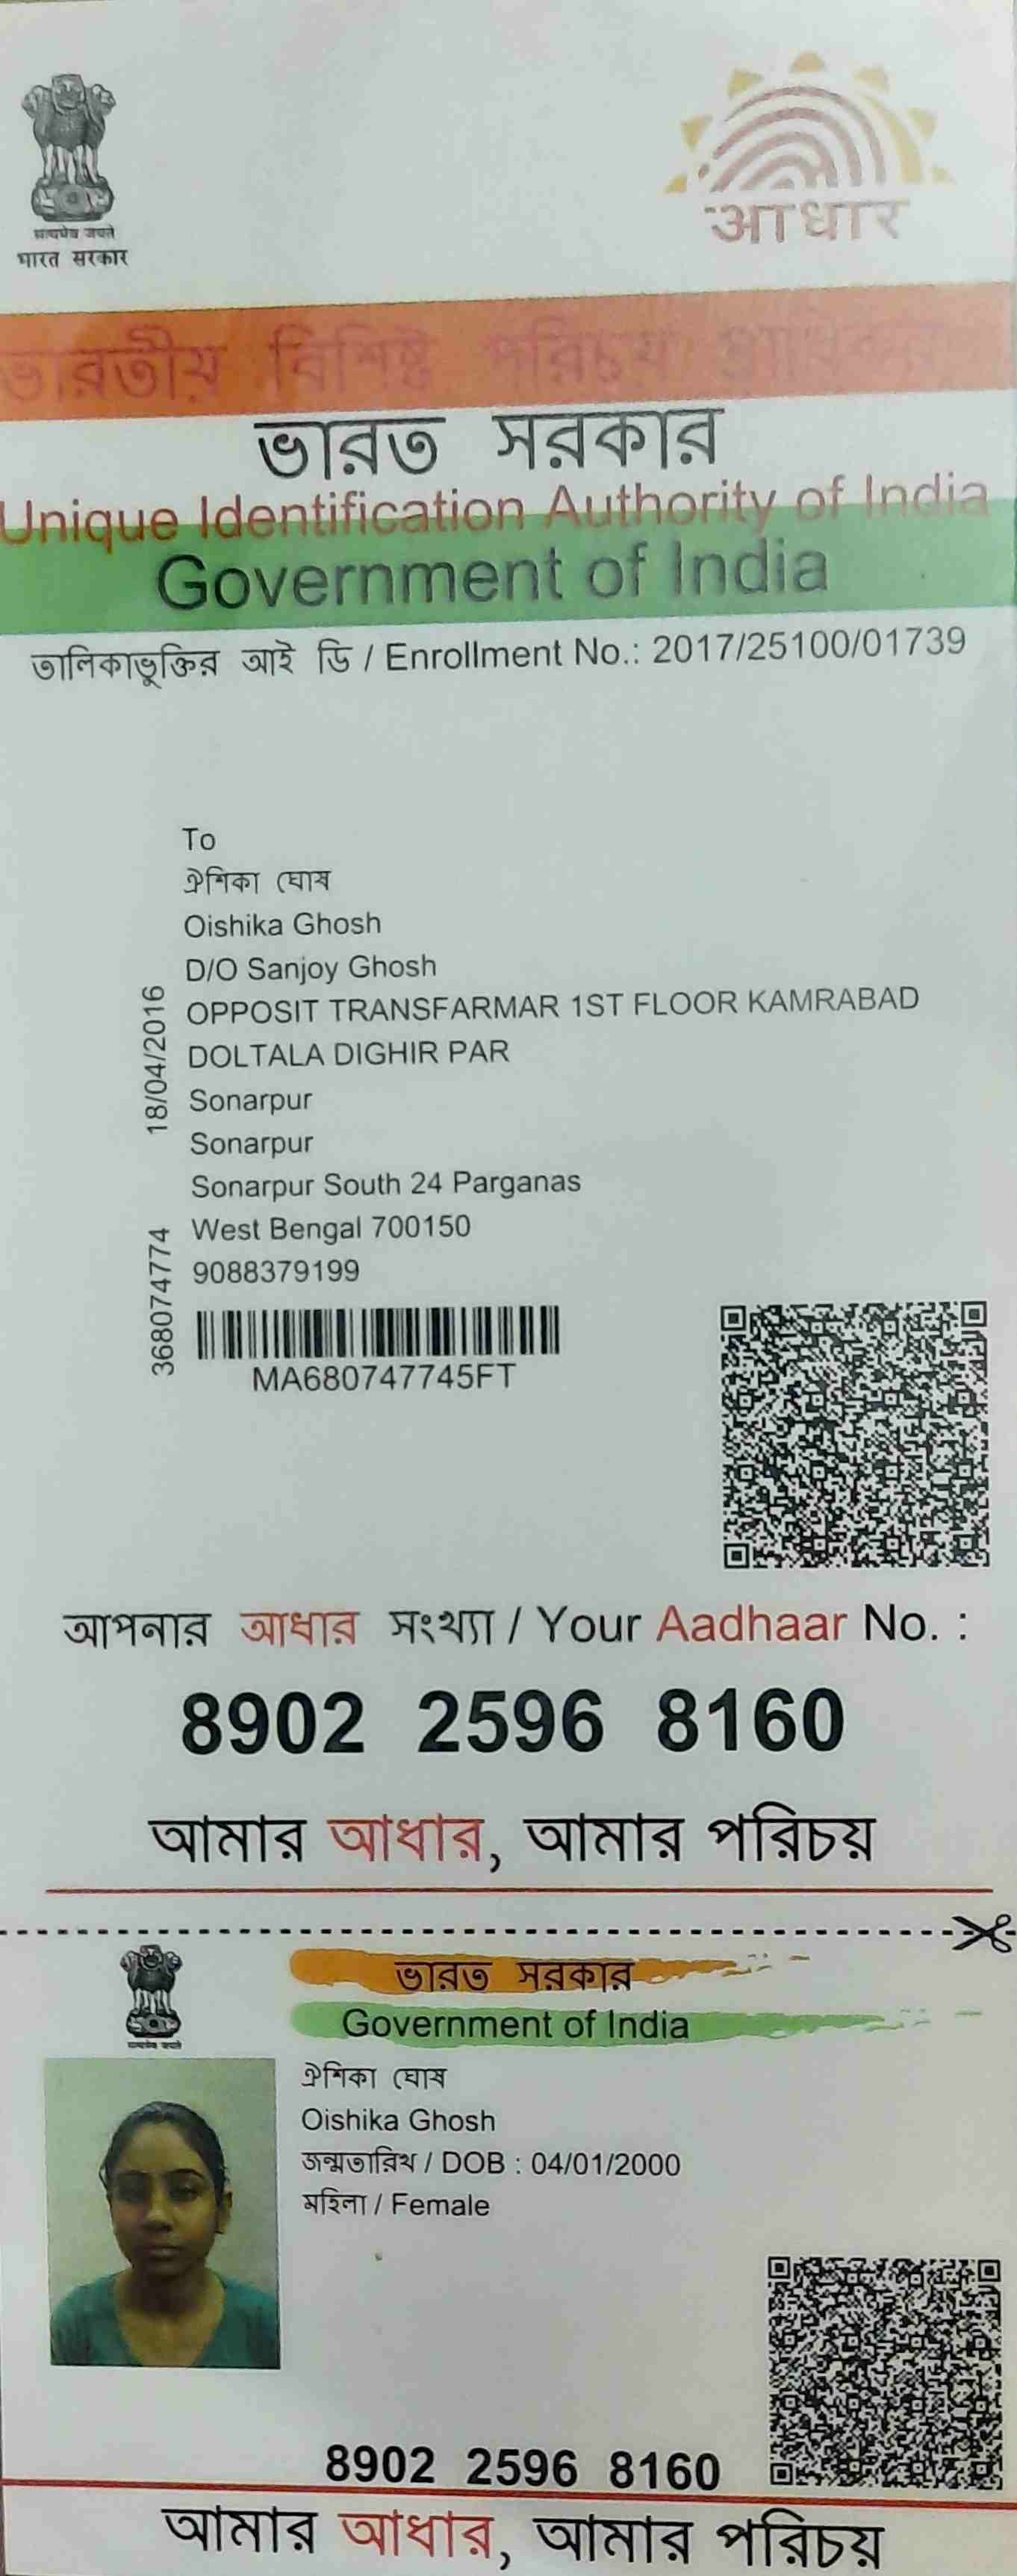 सत्यमेव जयते
भारत सरकार
आधार
ভারতীয় বিশিষ্ট পরিচয়
ভারত সরকার
Unique Identification Authority of India
Government of India
তালিকাভুক্তির আই ডি / Enrollment No.: 2017/25100/01739
To
ঐশিকা ঘোষ
Oishika Ghosh
D/O Sanjoy Ghosh
OPPOSIT TRANSFARMAR 1ST FLOOR KAMRABAD
DOLTALA DIGHIR PAR
Sonarpur
Sonarpur
Sonarpur South 24 Parganas
West Bengal 700150
9088379199
18/04/2016
368074774
MA680747745FT
আপনার আধার সংখ্যা / Your Aadhaar No. :
8902 2596 8160
আমার আধার, আমার পরিচয়
ভারত সরকার
Government of India
सत्यमेव जयते
ঐশিকা ঘোষ
Oishika Ghosh
জন্মতারিখ / DOB : 04/01/2000
মহিলা / Female
8902 2596 8160
আমার আধার, আমার পরিচয়